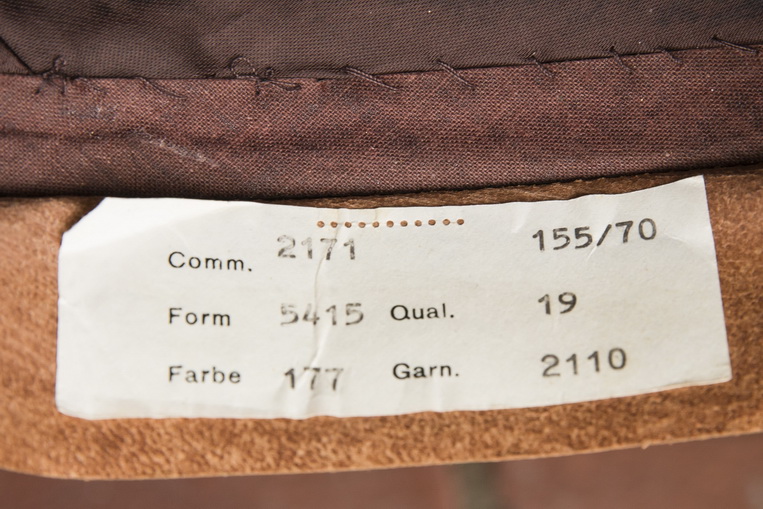 Comm. 2171 155/70
Form 5415 Qual. 19
Farbe 177 Garn. 2110